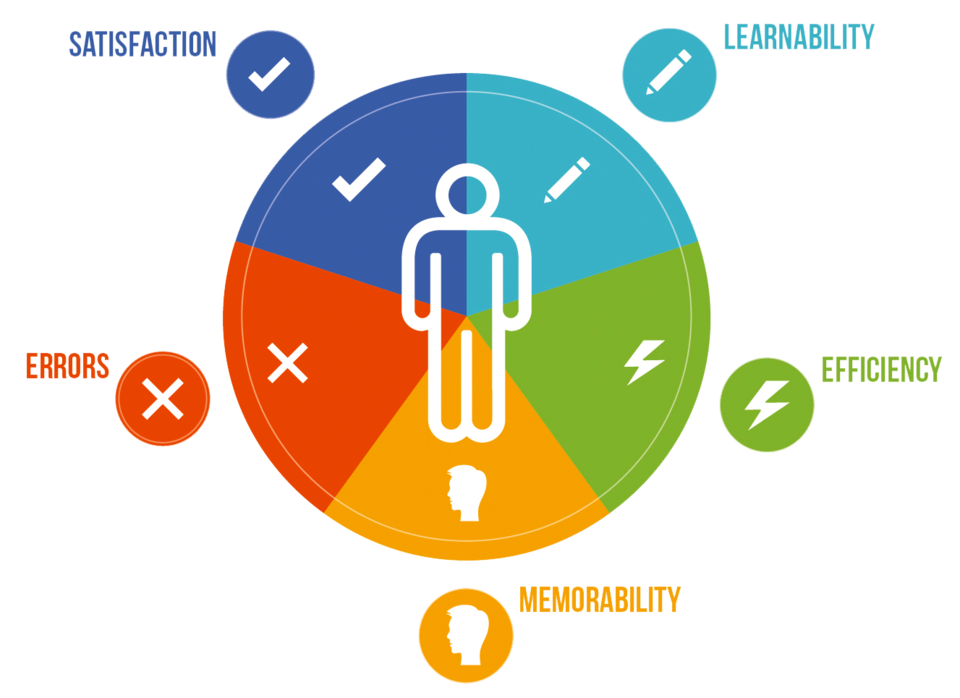 SATISFACTION
LEARNABILITY
ERRORS
EFFICIENCY
MEMORABILITY